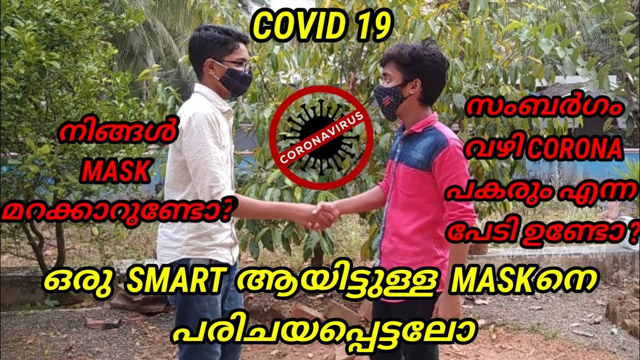 COVID 19
നിങ്ങൾ
MASK
മറക്കാറുണ്ടോ?
CORONAVIRUS
സംബർഗം
വഴി CORONA
പകരും എന്ന
പേടി ഉണ്ടോ?
ഒരു SMART ആയിട്ടുള്ള MASKനെ
പരിചയപ്പെട്ടലോ